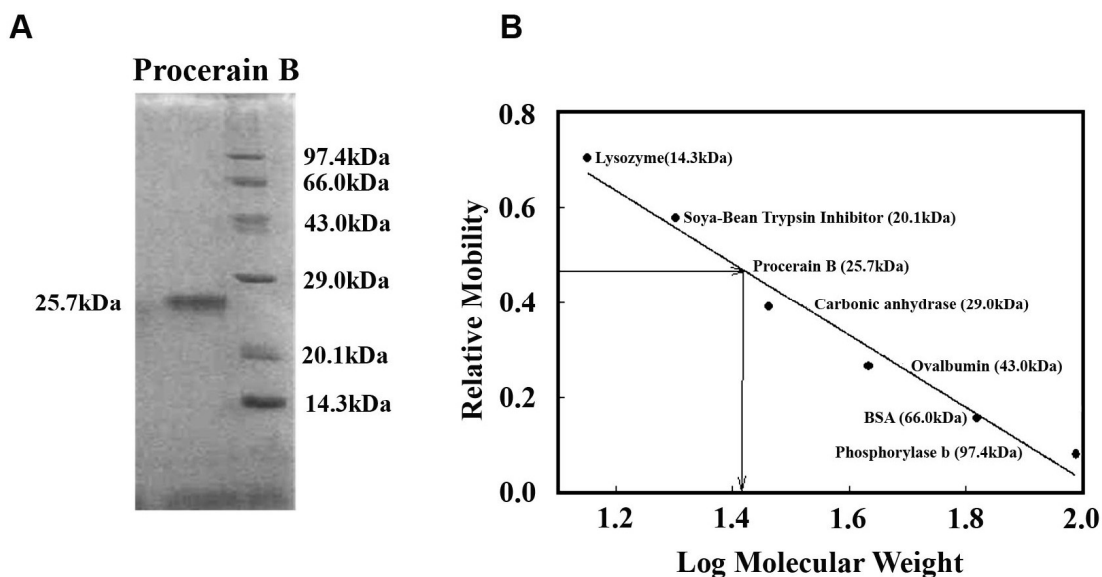 A
Procerain B
97.4kDa
66.0kDa
43.0kDa
29.0kDa
25.7kDa
20.1kDa
14.3kDa
B
0.8
0.6
0.4
0.2
0.0
Relative Mobility
Lysozyme(14.3kDa)
Soya-Bean Trypsin Inhibitor (20.1kDa)
Procerain B (25.7kDa)
Carbonic anhydrase (29.0kDa)
Ovalbumin (43.0kDa)
BSA (66.0kDa)
Phosphorylase b (97.4kDa)
1.2 1.4 1.6 1.8 2.0
Log Molecular Weight